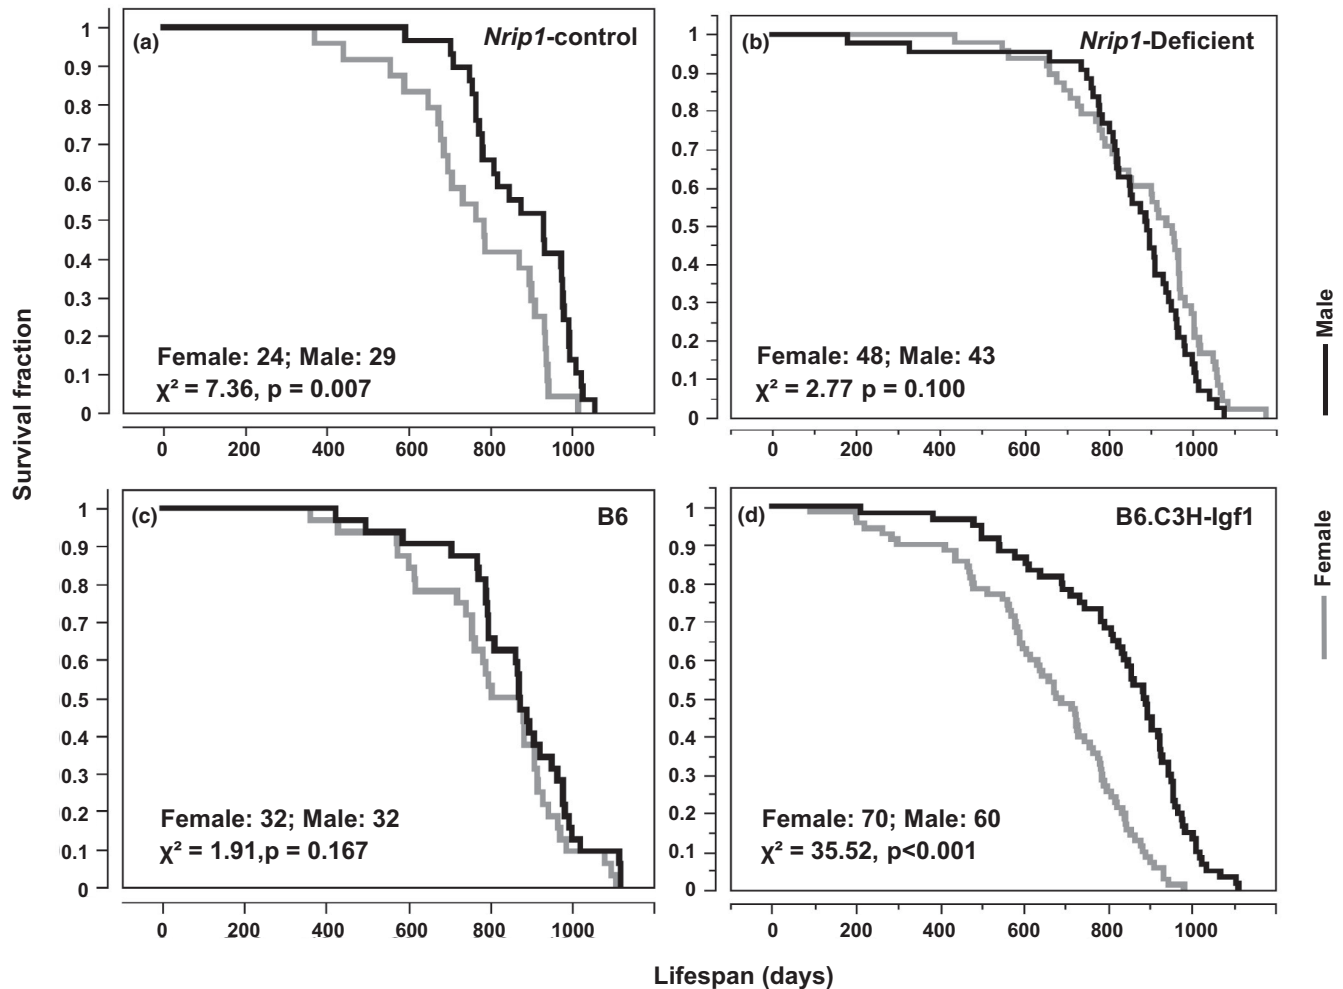 (a)
Nrip1-control
1
0.9
0.8
0.7
0.6
0.5
0.4
0.3
0.2
0.1
0
Female: 24; Male: 29
χ² = 7.36, p = 0.007
0 200 400 600 800 1000
(b)
Nrip1-Deficient
1
0.9
0.8
0.7
0.6
0.5
0.4
0.3
0.2
0.1
0
Female: 48; Male: 43
χ² = 2.77 p = 0.100
0 200 400 600 800 1000
Survival fraction
Male
Female
(c)
B6
1
0.9
0.8
0.7
0.6
0.5
0.4
0.3
0.2
0.1
0
Female: 32; Male: 32
χ² = 1.91,p = 0.167
0 200 400 600 800 1000
(d)
B6.C3H-Igf1
1
0.9
0.8
0.7
0.6
0.5
0.4
0.3
0.2
0.1
0
Female: 70; Male: 60
χ² = 35.52, p<0.001
0 200 400 600 800 1000
Lifespan (days)